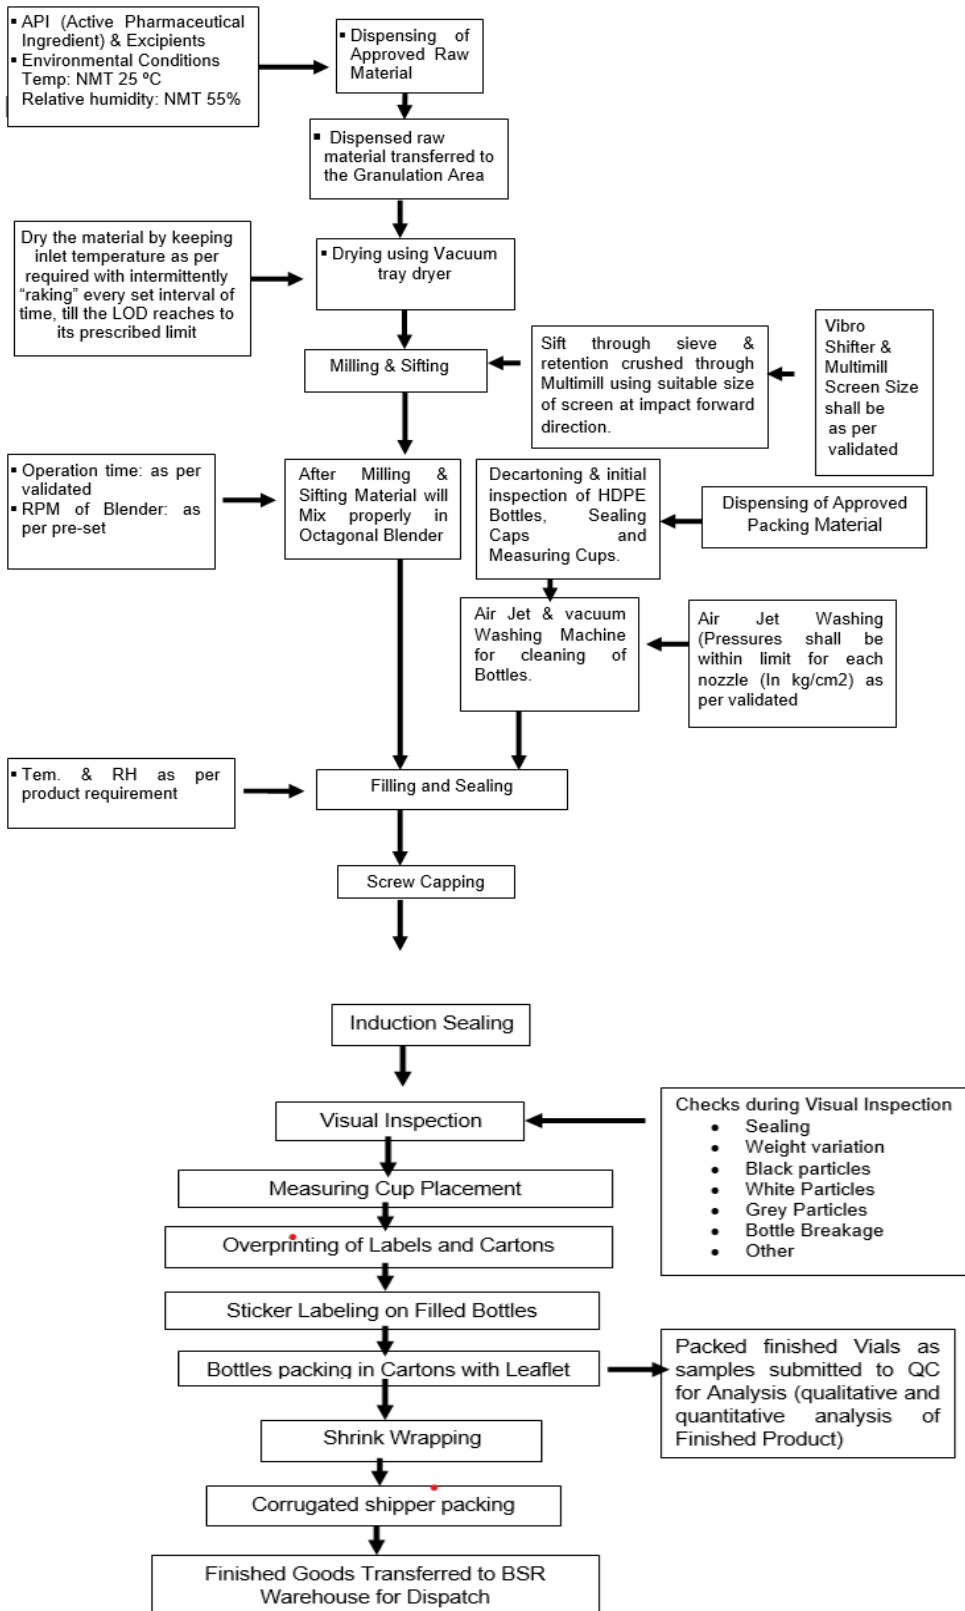 ▪ API (Active Pharmaceutical
Ingredient) & Excipients
▪ Environmental Conditions
Temp: NMT 25 ºC
Relative humidity: NMT 55%
▪ Dispensing of
Approved Raw
Material
▪ Dispensed raw
material transferred to
the Granulation Area
Dry the material by keeping
inlet temperature as per
required with intermittently
“raking” every set interval of
time, till the LOD reaches to
its prescribed limit
▪ Drying using Vacuum
tray dryer
Milling & Sifting
Sift through sieve &
retention crushed through
Multimill using suitable size
of screen at impact forward
direction.
Vibro
Shifter &
Multimill
Screen Size
shall be
as per
validated
▪ Operation time: as per
validated
▪ RPM of Blender: as
per pre-set
After Milling &
Sifting Material will
Mix properly in
Octagonal Blender
Decartoning & initial
inspection of HDPE
Bottles, Sealing
Caps and
Measuring Cups.
Dispensing of Approved
Packing Material
Air Jet & vacuum
Washing Machine
for cleaning of
Bottles.
Air Jet Washing
(Pressures shall be
within limit for each
nozzle (In kg/cm2) as
per validated
▪ Tem. & RH as per
product requirement
Filling and Sealing
Screw Capping
Induction Sealing
Visual Inspection
Checks during Visual Inspection
• Sealing
• Weight variation
• Black particles
• White Particles
• Grey Particles
• Bottle Breakage
• Other
Measuring Cup Placement
Overprinting of Labels and Cartons
Sticker Labeling on Filled Bottles
Bottles packing in Cartons with Leaflet
Packed finished Vials as
samples submitted to QC
for Analysis (qualitative and
quantitative analysis of
Finished Product)
Shrink Wrapping
Corrugated shipper packing
Finished Goods Transferred to BSR
Warehouse for Dispatch